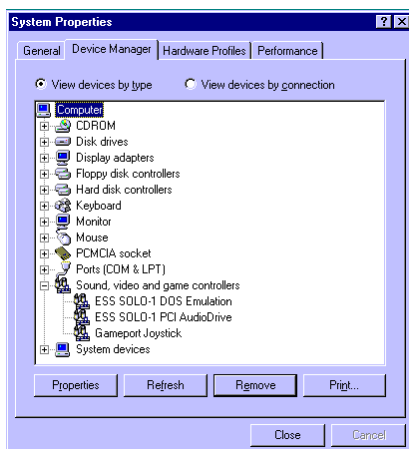 System Properties
General Device Manager Hardware Profiles Performance
View devices by type View devices by connection
Computer
CDROM
Disk drives
Display adapters
Floppy disk controllers
Hard disk controllers
Keyboard
Monitor
Mouse
PCMCIA socket
Ports (COM & LPT)
Sound, video and game controllers
ESS SOLO-1 DOS Emulation
ESS SOLO-1 PCI AudioDrive
Gameport Joystick
System devices
Properties Refresh Remove Print...
Close Cancel